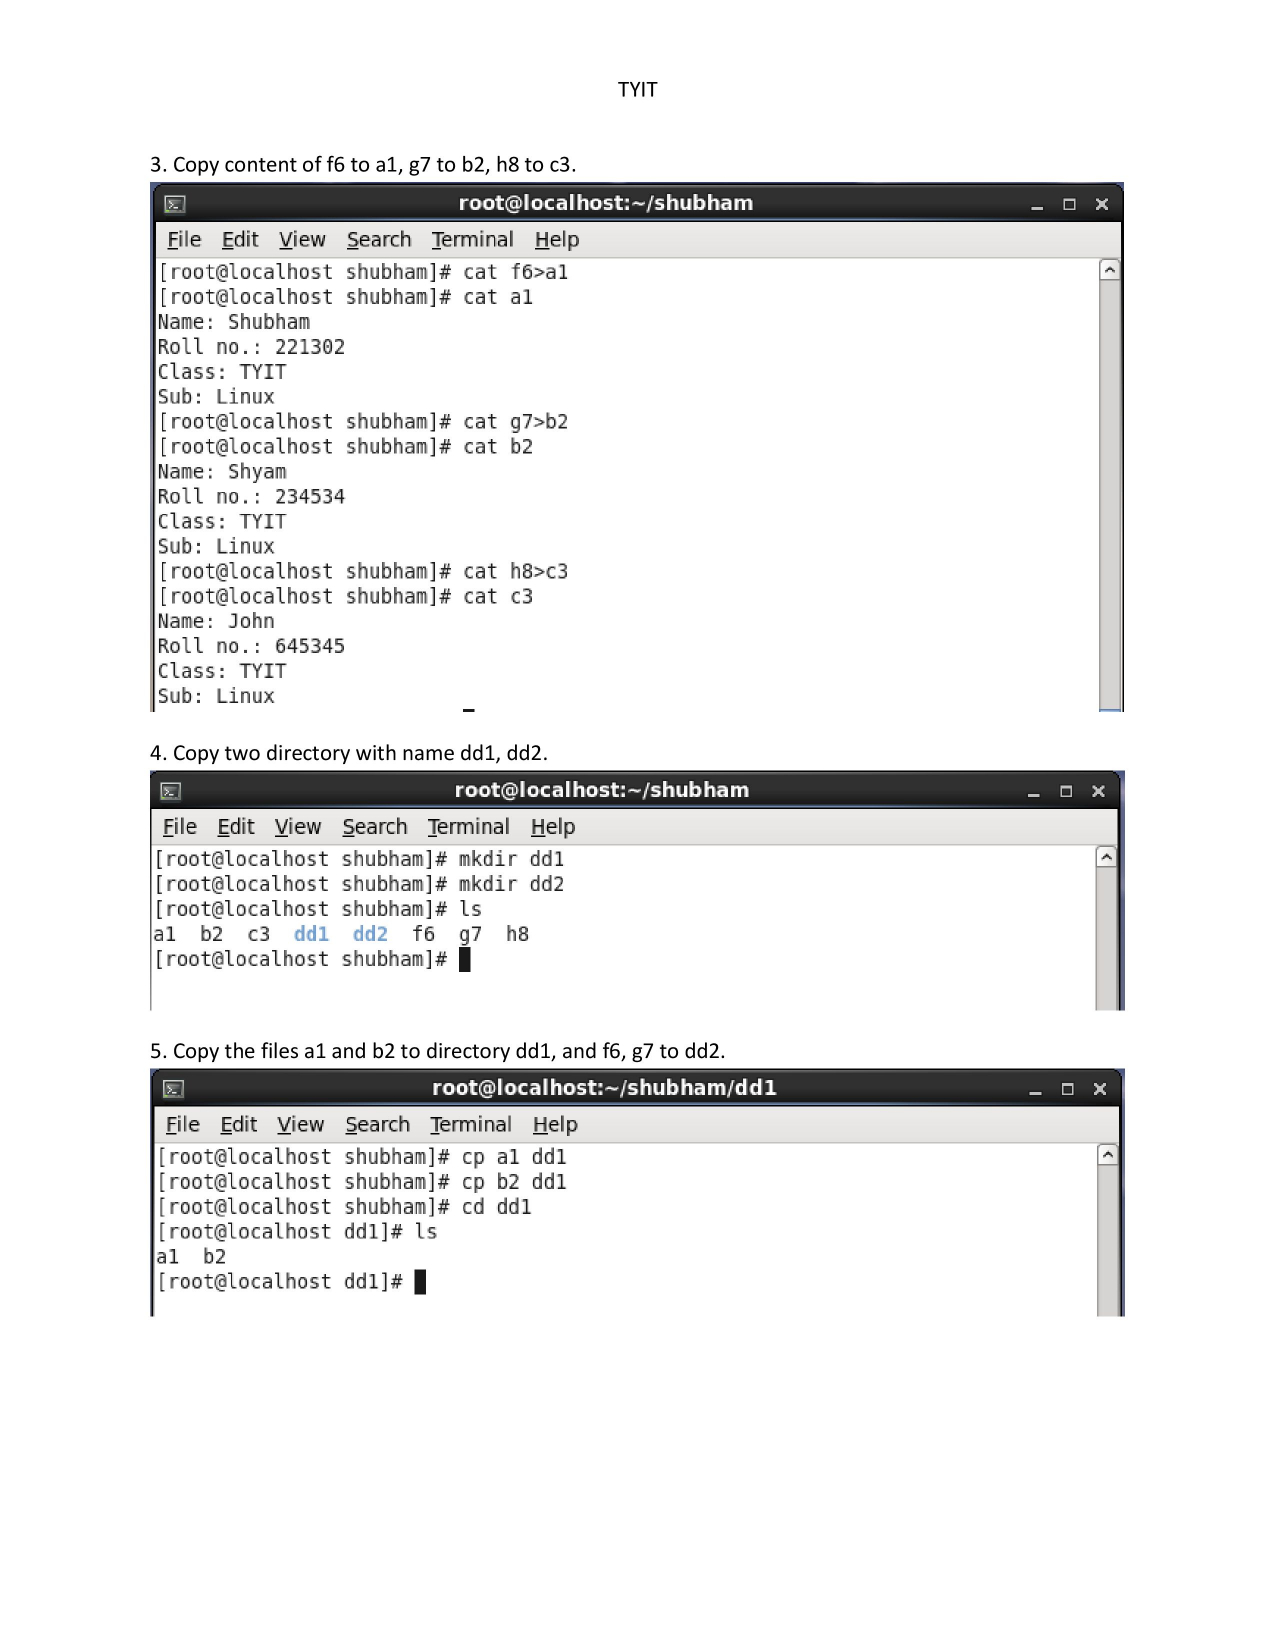 TYIT
3. Copy content of f6 to a1, g7 to b2, h8 to c3.
root@localhost:~/shubham
File Edit View Search Terminal Help
[root@localhost shubham]# cat f6>a1
[root@localhost shubham]# cat a1
Name: Shubham
Roll no.: 221302
Class: TYIT
Sub: Linux
[root@localhost shubham]# cat g7>b2
[root@localhost shubham]# cat b2
Name: Shyam
Roll no.: 234534
Class: TYIT
Sub: Linux
[root@localhost shubham]# cat h8>c3
[root@localhost shubham]# cat c3
Name: John
Roll no.: 645345
Class: TYIT
Sub: Linux
4. Copy two directory with name dd1, dd2.
root@localhost:~/shubham
File Edit View Search Terminal Help
[root@localhost shubham]# mkdir dd1
[root@localhost shubham]# mkdir dd2
[root@localhost shubham]# ls
a1 b2 c3 dd1 dd2 f6 g7 h8
[root@localhost shubham]#
5. Copy the files a1 and b2 to directory dd1, and f6, g7 to dd2.
root@localhost:~/shubham/dd1
File Edit View Search Terminal Help
[root@localhost shubham]# cp a1 dd1
[root@localhost shubham]# cp b2 dd1
[root@localhost shubham]# cd dd1
[root@localhost dd1]# ls
a1 b2
[root@localhost dd1]#